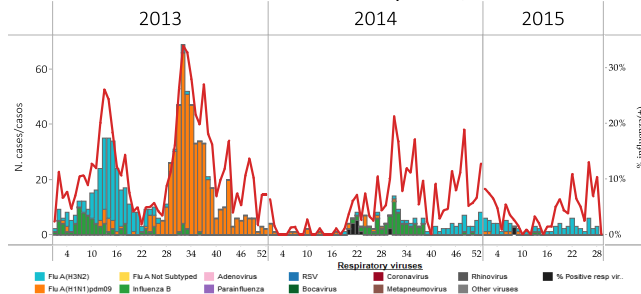 2013 2014 2015
60
40
20
0
N. cases/casos
30%
20%
10%
0%
% influenza(+)
4 10 16 22 28 34 40 46 52 4 10 16 22 28 34 40 46 52 4 10 16 22 28
Respiratory viruses
Flu A(H3N2) Flu A Not Subtyped Adenovirus RSV Coronavirus Rhinovirus % Positive resp vir..
Flu A(H1N1)pdm09 Influenza B Parainfluenza Bocavirus Metapneumovirus Other viruses